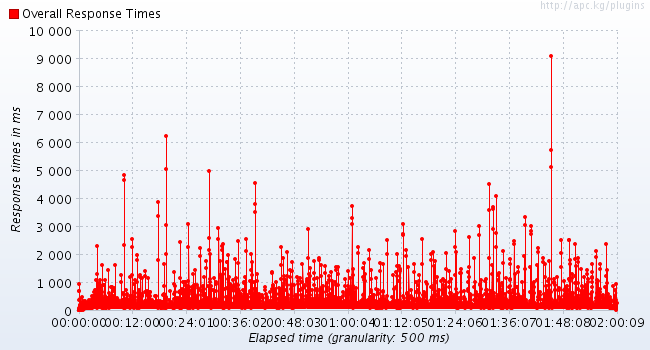 http://apc.kg/plugins
Overall Response Times
10 000
9 000
8 000
7 000
6 000
5 000
4 000
3 000
2 000
1 000
0
Response times in ms
00:00:00 00:12:00 00:24:01 00:36:02 00:48:03 01:00:04 01:12:05 01:24:06 01:36:07 01:48:08 02:00:09
Elapsed time (granularity: 500 ms)